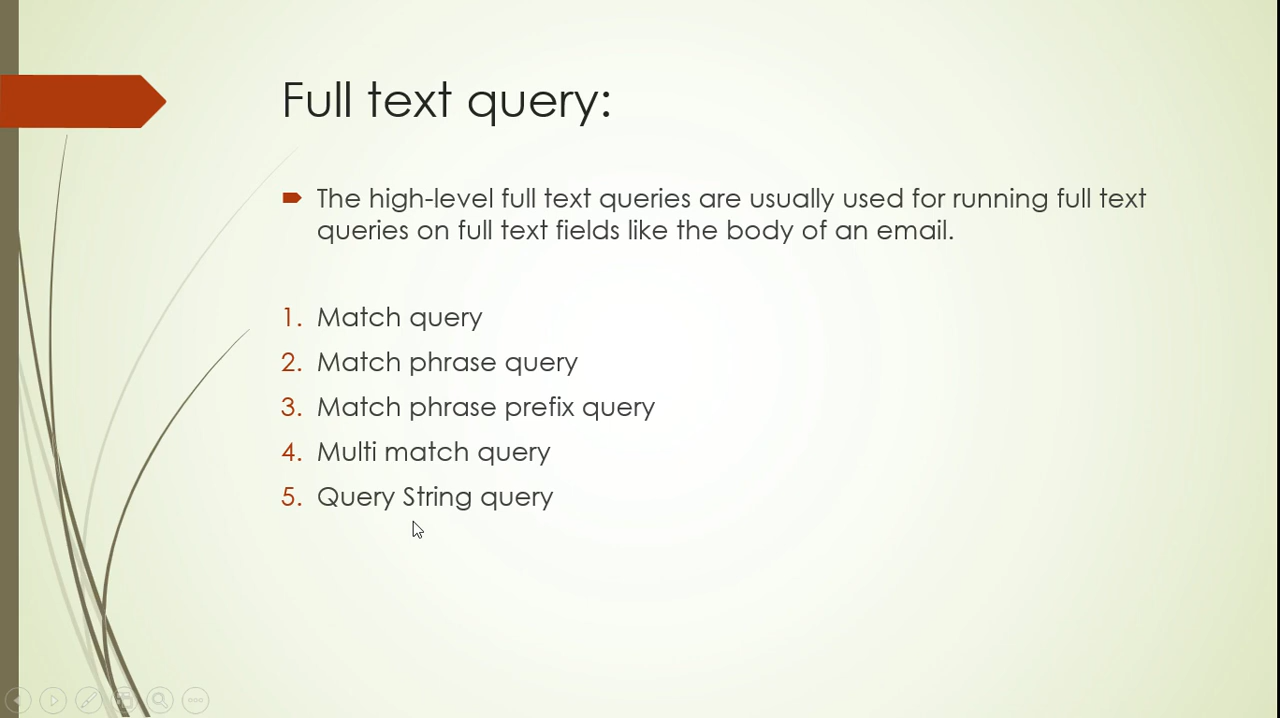 Full text query:
The high-level full text queries are usually used for running full text
queries on full text fields like the body of an email.
1. Match query
2. Match phrase query
3. Match phrase prefix query
4. Multi match query
5. Query String query